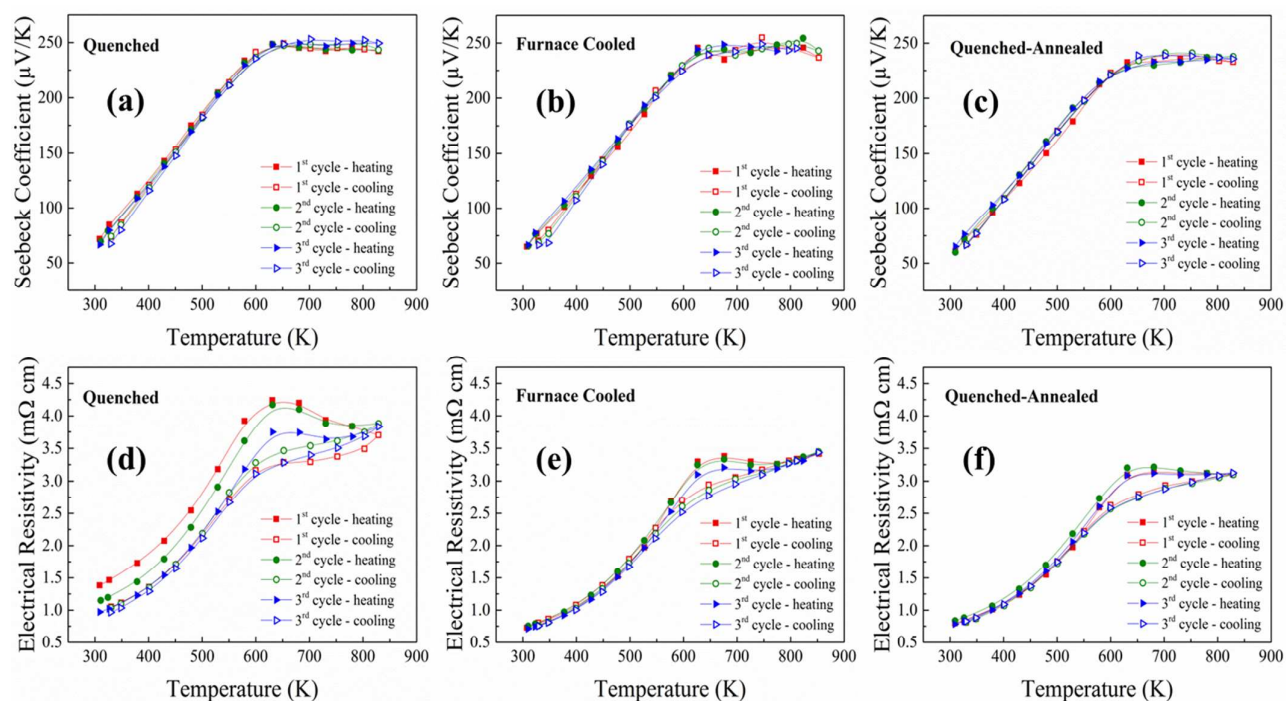 Quenched
(a)
Seebeck Coefficient (µV/K)
250
200
150
100
50
1st cycle - heating
1st cycle - cooling
2nd cycle - heating
2nd cycle - cooling
3rd cycle - heating
3rd cycle - cooling
300 400 500 600 700 800 900
Temperature (K)
Furnace Cooled
(b)
Seebeck Coefficient (µV/K)
250
200
150
100
50
1st cycle - heating
1st cycle - cooling
2nd cycle - heating
2nd cycle - cooling
3rd cycle - heating
3rd cycle - cooling
300 400 500 600 700 800 900
Temperature (K)
Quenched-Annealed
(c)
Seebeck Coefficient (µV/K)
250
200
150
100
50
1st cycle - heating
1st cycle - cooling
2nd cycle - heating
2nd cycle - cooling
3rd cycle - heating
3rd cycle - cooling
300 400 500 600 700 800 900
Temperature (K)
Quenched
(d)
Electrical Resistivity (mΩ cm)
4.5
4.0
3.5
3.0
2.5
2.0
1.5
1.0
0.5
1st cycle - heating
1st cycle - cooling
2nd cycle - heating
2nd cycle - cooling
3rd cycle - heating
3rd cycle - cooling
300 400 500 600 700 800 900
Temperature (K)
Furnace Cooled
(e)
Electrical Resistivity (mΩ cm)
4.5
4.0
3.5
3.0
2.5
2.0
1.5
1.0
0.5
1st cycle - heating
1st cycle - cooling
2nd cycle - heating
2nd cycle - cooling
3rd cycle - heating
3rd cycle - cooling
300 400 500 600 700 800 900
Temperature (K)
Quenched-Annealed
(f)
Electrical Resistivity (mΩ cm)
4.5
4.0
3.5
3.0
2.5
2.0
1.5
1.0
0.5
1st cycle - heating
1st cycle - cooling
2nd cycle - heating
2nd cycle - cooling
3rd cycle - heating
3rd cycle - cooling
300 400 500 600 700 800 900
Temperature (K)